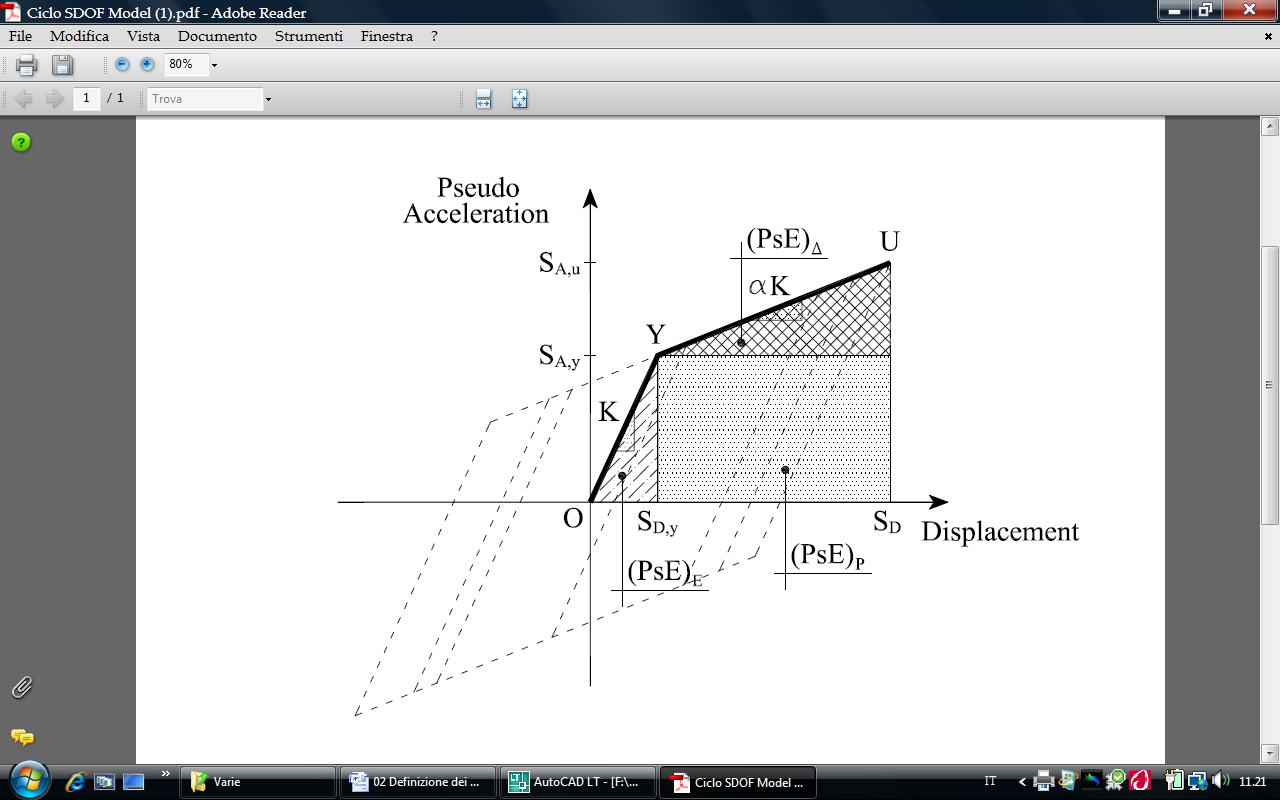 Ciclo SDOF Model (1).pdf - Adobe Reader
File Modifica Vista Documento Strumenti Finestra ?
80%
1 / 1 Trova
Pseudo
Acceleration
(PsE)Δ
U
SA,u
αK
Y
SA,y
K
O
SD,y
SD
Displacement
(PsE)P
(PsE)E
Varie
02 Definizione dei ...
AutoCAD LT - [F:\...
Ciclo SDOF Model ...
IT
11.21